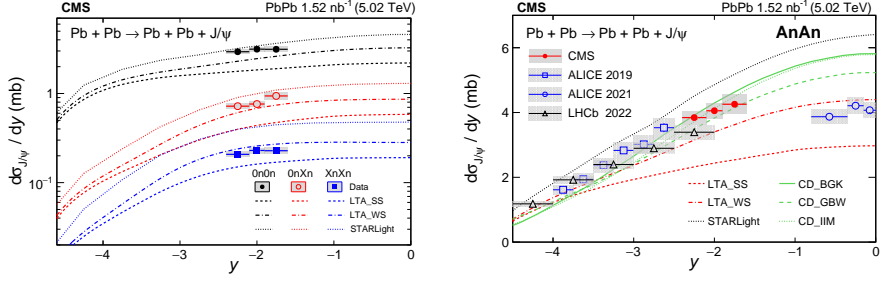 CMS
PbPb 1.52 nb⁻¹ (5.02 TeV)
Pb + Pb → Pb + Pb + J/ψ
dσ_J/ψ / dy (mb)
10
1
10⁻¹
0n0n 0nXn XnXn
Data
LTA_SS
LTA_WS
STARLight
−4 −3 −2 −1 0
y
CMS
PbPb 1.52 nb⁻¹ (5.02 TeV)
Pb + Pb → Pb + Pb + J/ψ
AnAn
CMS
ALICE 2019
ALICE 2021
LHCb 2022
dσ_J/ψ / dy (mb)
6
4
2
0
LTA_SS CD_BGK
LTA_WS CD_GBW
STARLight CD_IIM
−4 −3 −2 −1 0
y